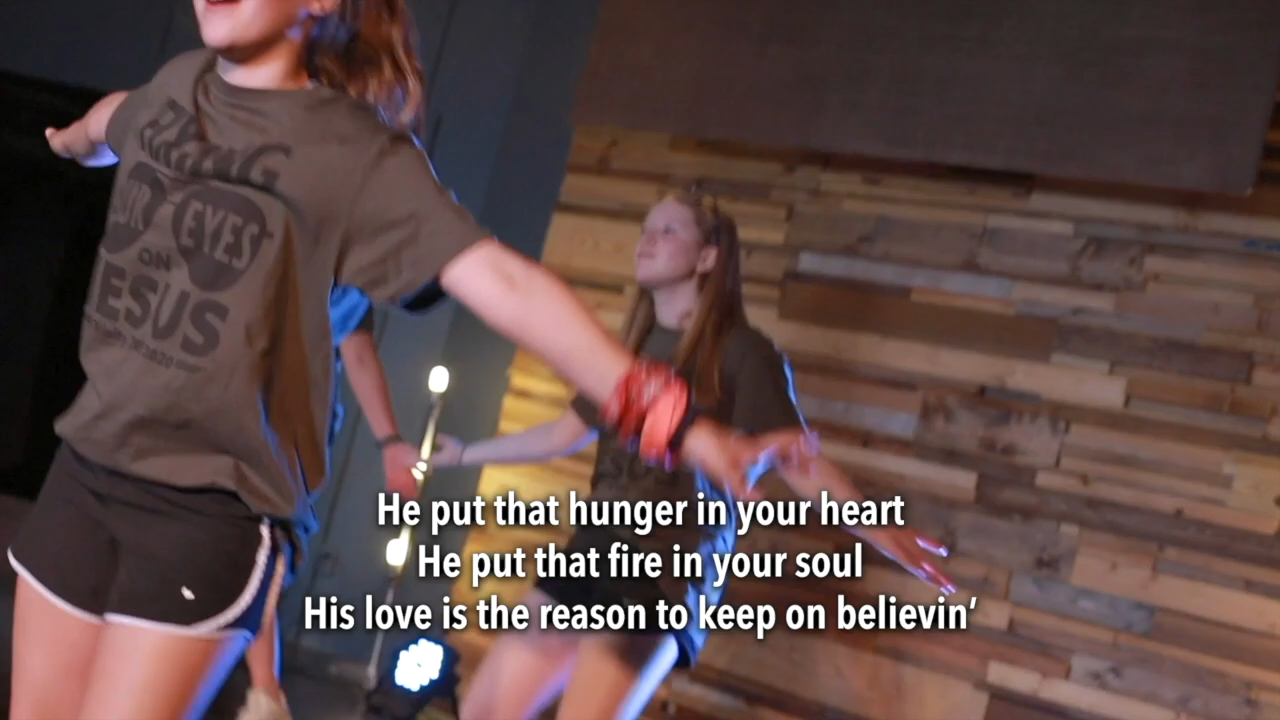 EYES
ON
JESUS
He put that hunger in your heart
He put that fire in your soul
His love is the reason to keep on believin’